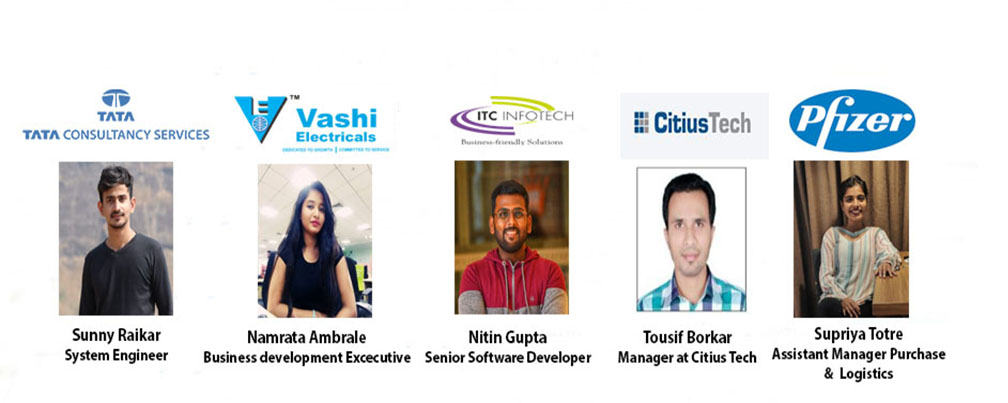 TATA
TATA CONSULTANCY SERVICES
TM
Vashi
Electricals
DEDICATED TO GROWTH | COMMITTED TO SERVICE
ITC INFOTECH
Business-friendly Solutions
CitiusTech
Pfizer
Sunny Raikar
System Engineer
Namrata Ambrale
Business development Excecutive
Nitin Gupta
Senior Software Developer
Tousif Borkar
Manager at Citius Tech
Supriya Totre
Assistant Manager Purchase
& Logistics